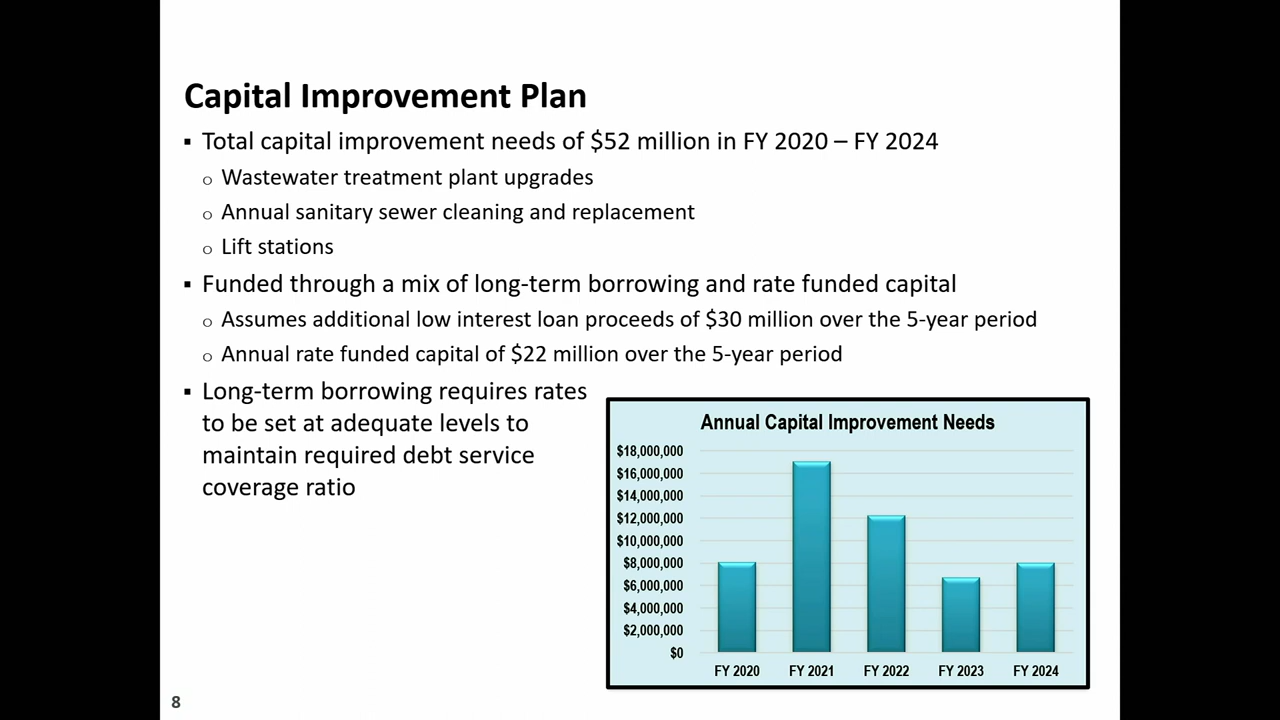 Capital Improvement Plan
▪ Total capital improvement needs of $52 million in FY 2020 – FY 2024
o Wastewater treatment plant upgrades
o Annual sanitary sewer cleaning and replacement
o Lift stations
▪ Funded through a mix of long-term borrowing and rate funded capital
o Assumes additional low interest loan proceeds of $30 million over the 5-year period
o Annual rate funded capital of $22 million over the 5-year period
▪ Long-term borrowing requires rates
to be set at adequate levels to
maintain required debt service
coverage ratio
Annual Capital Improvement Needs
$18,000,000
$16,000,000
$14,000,000
$12,000,000
$10,000,000
$8,000,000
$6,000,000
$4,000,000
$2,000,000
$0
FY 2020 FY 2021 FY 2022 FY 2023 FY 2024
8